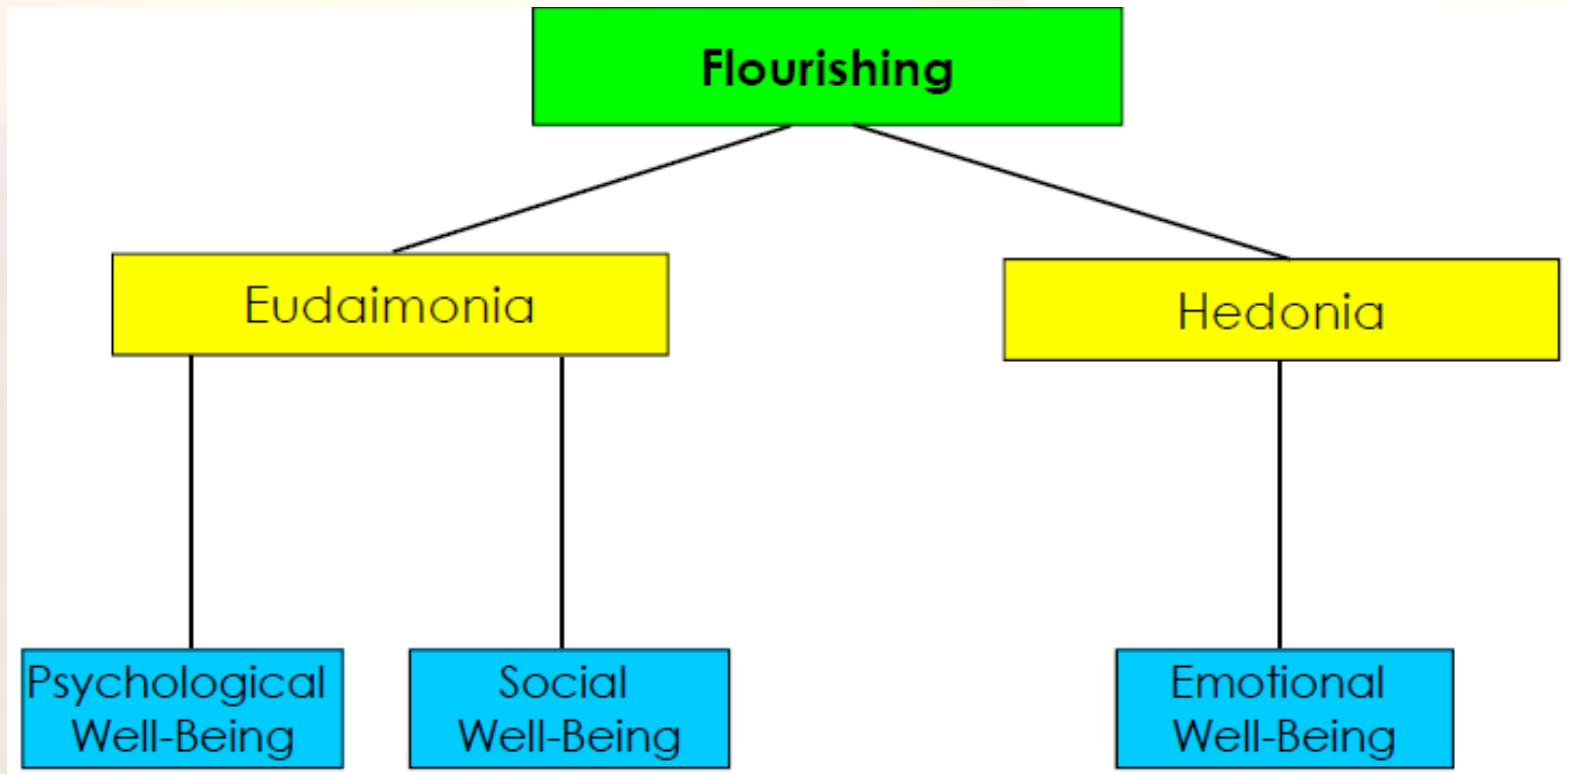 Flourishing
Eudaimonia
Hedonia
Psychological
Well-Being
Social
Well-Being
Emotional
Well-Being